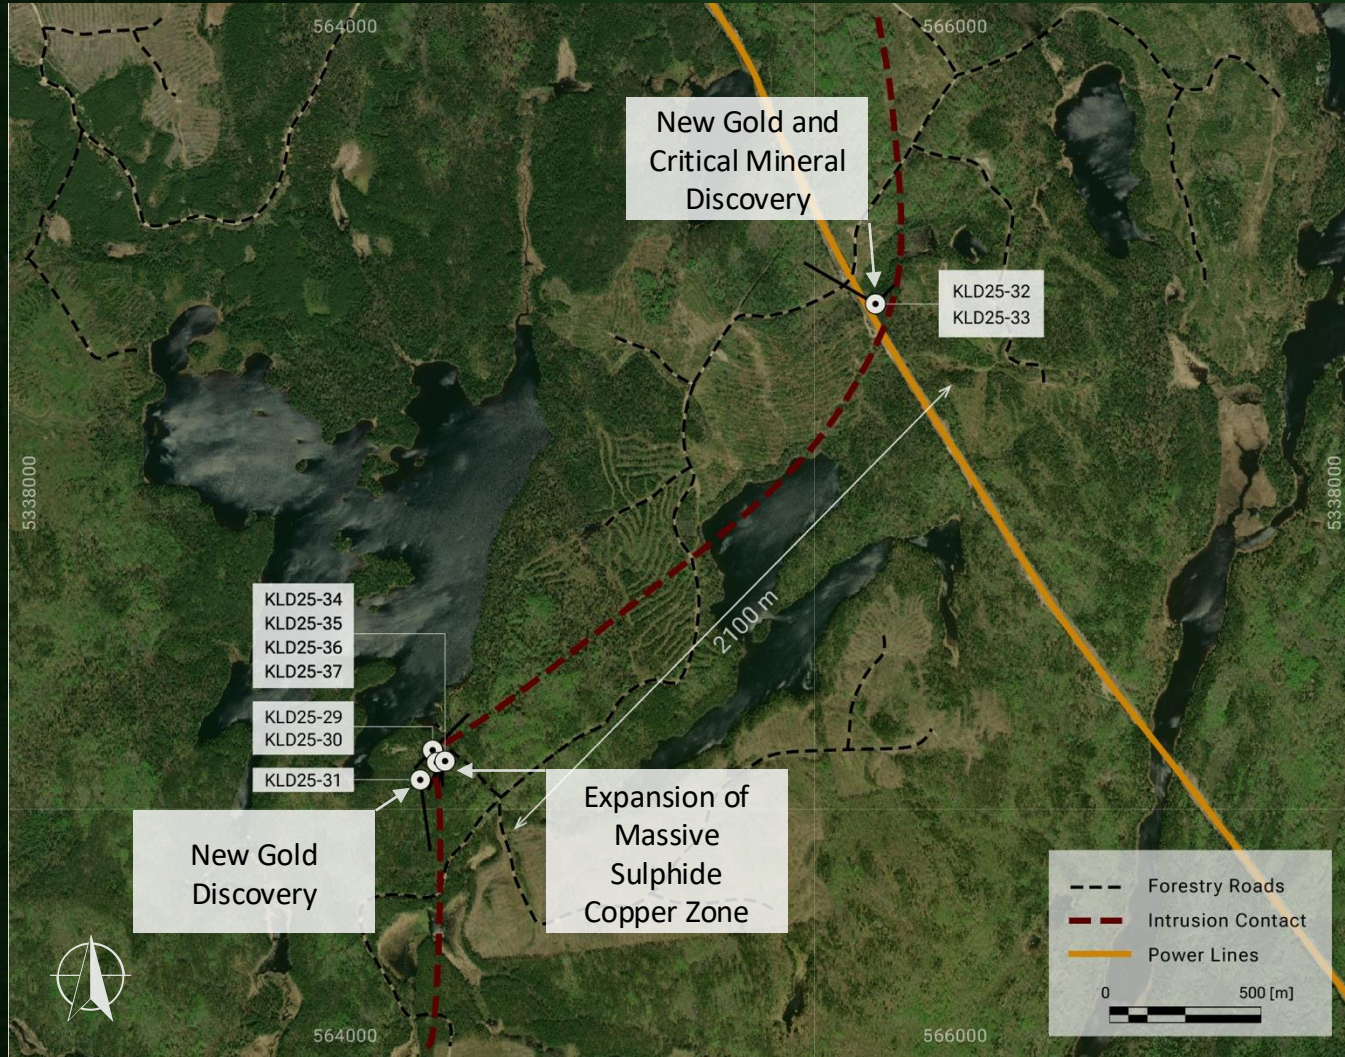 564000
566000
New Gold and
Critical Mineral
Discovery
KLD25-32
KLD25-33
5338000
5338000
2100 m
KLD25-34
KLD25-35
KLD25-36
KLD25-37
KLD25-29
KLD25-30
KLD25-31
New Gold
Discovery
Expansion of
Massive
Sulphide
Copper Zone
Forestry Roads
Intrusion Contact
Power Lines
0 500 [m]
564000
566000